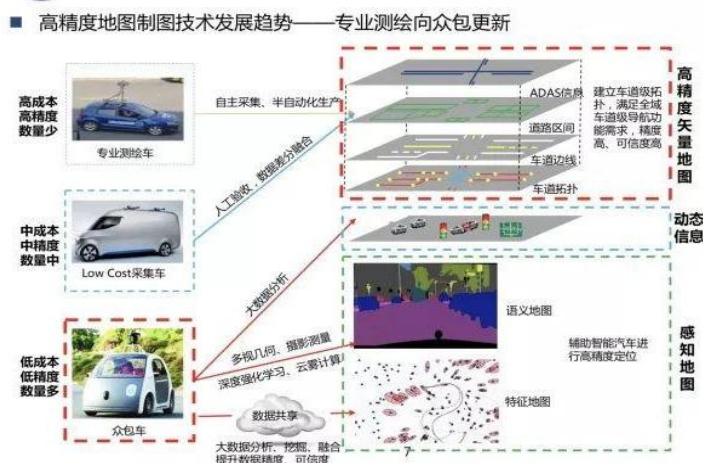 高精度地图制图技术发展趋势——专业测绘向众包更新
高成本
高精度
数量少
专业测绘车
自主采集、半自动化生产
ADAS信息
道路区间
车道边线
车道拓扑
建立车道级拓
扑，满足全域
车道级导航功
能需求，精度
高、可信度高
高精度矢量地图
中成本
中精度
数量中
Low Cost采集车
人工验收，数据差分融合
动态
信息
大数据分析
低成本
低精度
数量多
众包车
多视几何、摄影测量
深度强化学习、云雾计算
数据共享
大数据分析、挖掘、融合
提升数据精度、可信度
语义地图
特征地图
辅助智能汽车进
行高精度定位
感知地图
7